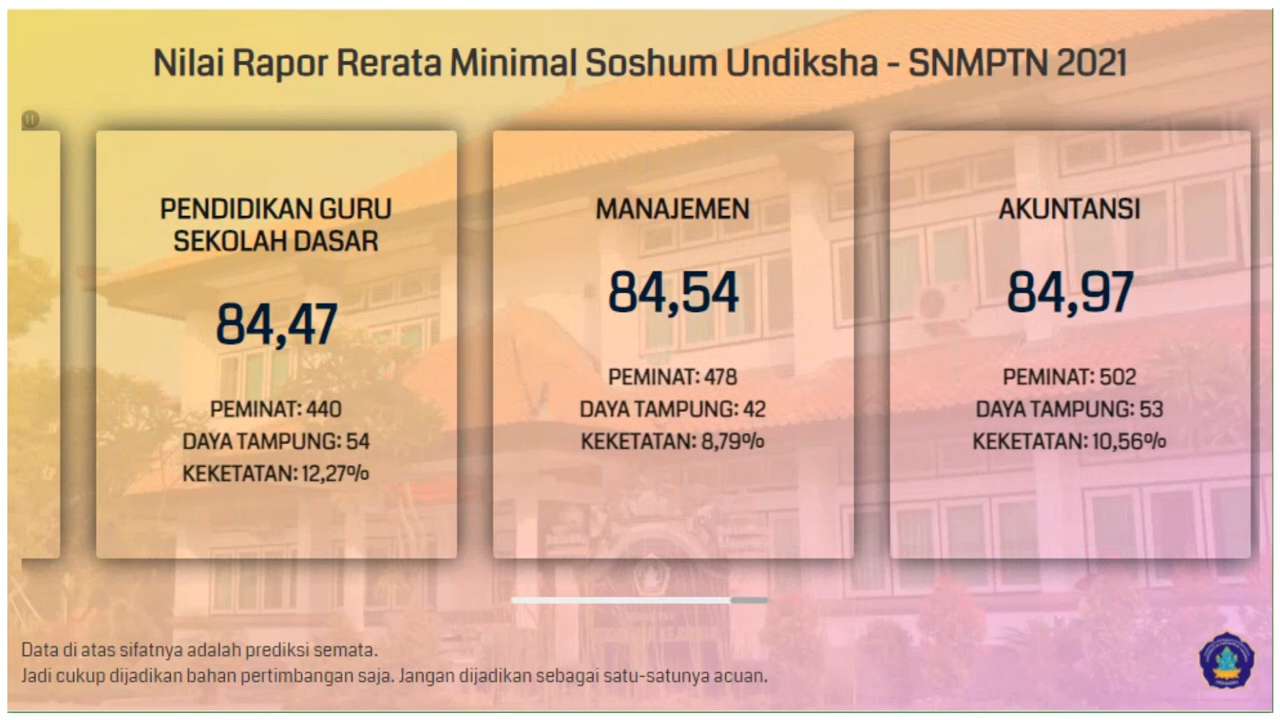 Nilai Rapor Rerata Minimal Soshum Undiksha - SNMPTN 2021
PENDIDIKAN GURU
SEKOLAH DASAR
84,47
PEMINAT: 440
DAYA TAMPUNG: 54
KEKETATAN: 12,27%
MANAJEMEN
84,54
PEMINAT: 478
DAYA TAMPUNG: 42
KEKETATAN: 8,79%
AKUNTANSI
84,97
PEMINAT: 502
DAYA TAMPUNG: 53
KEKETATAN: 10,56%
Data di atas sifatnya adalah prediksi semata.
Jadi cukup dijadikan bahan pertimbangan saja. Jangan dijadikan sebagai satu-satunya acuan.